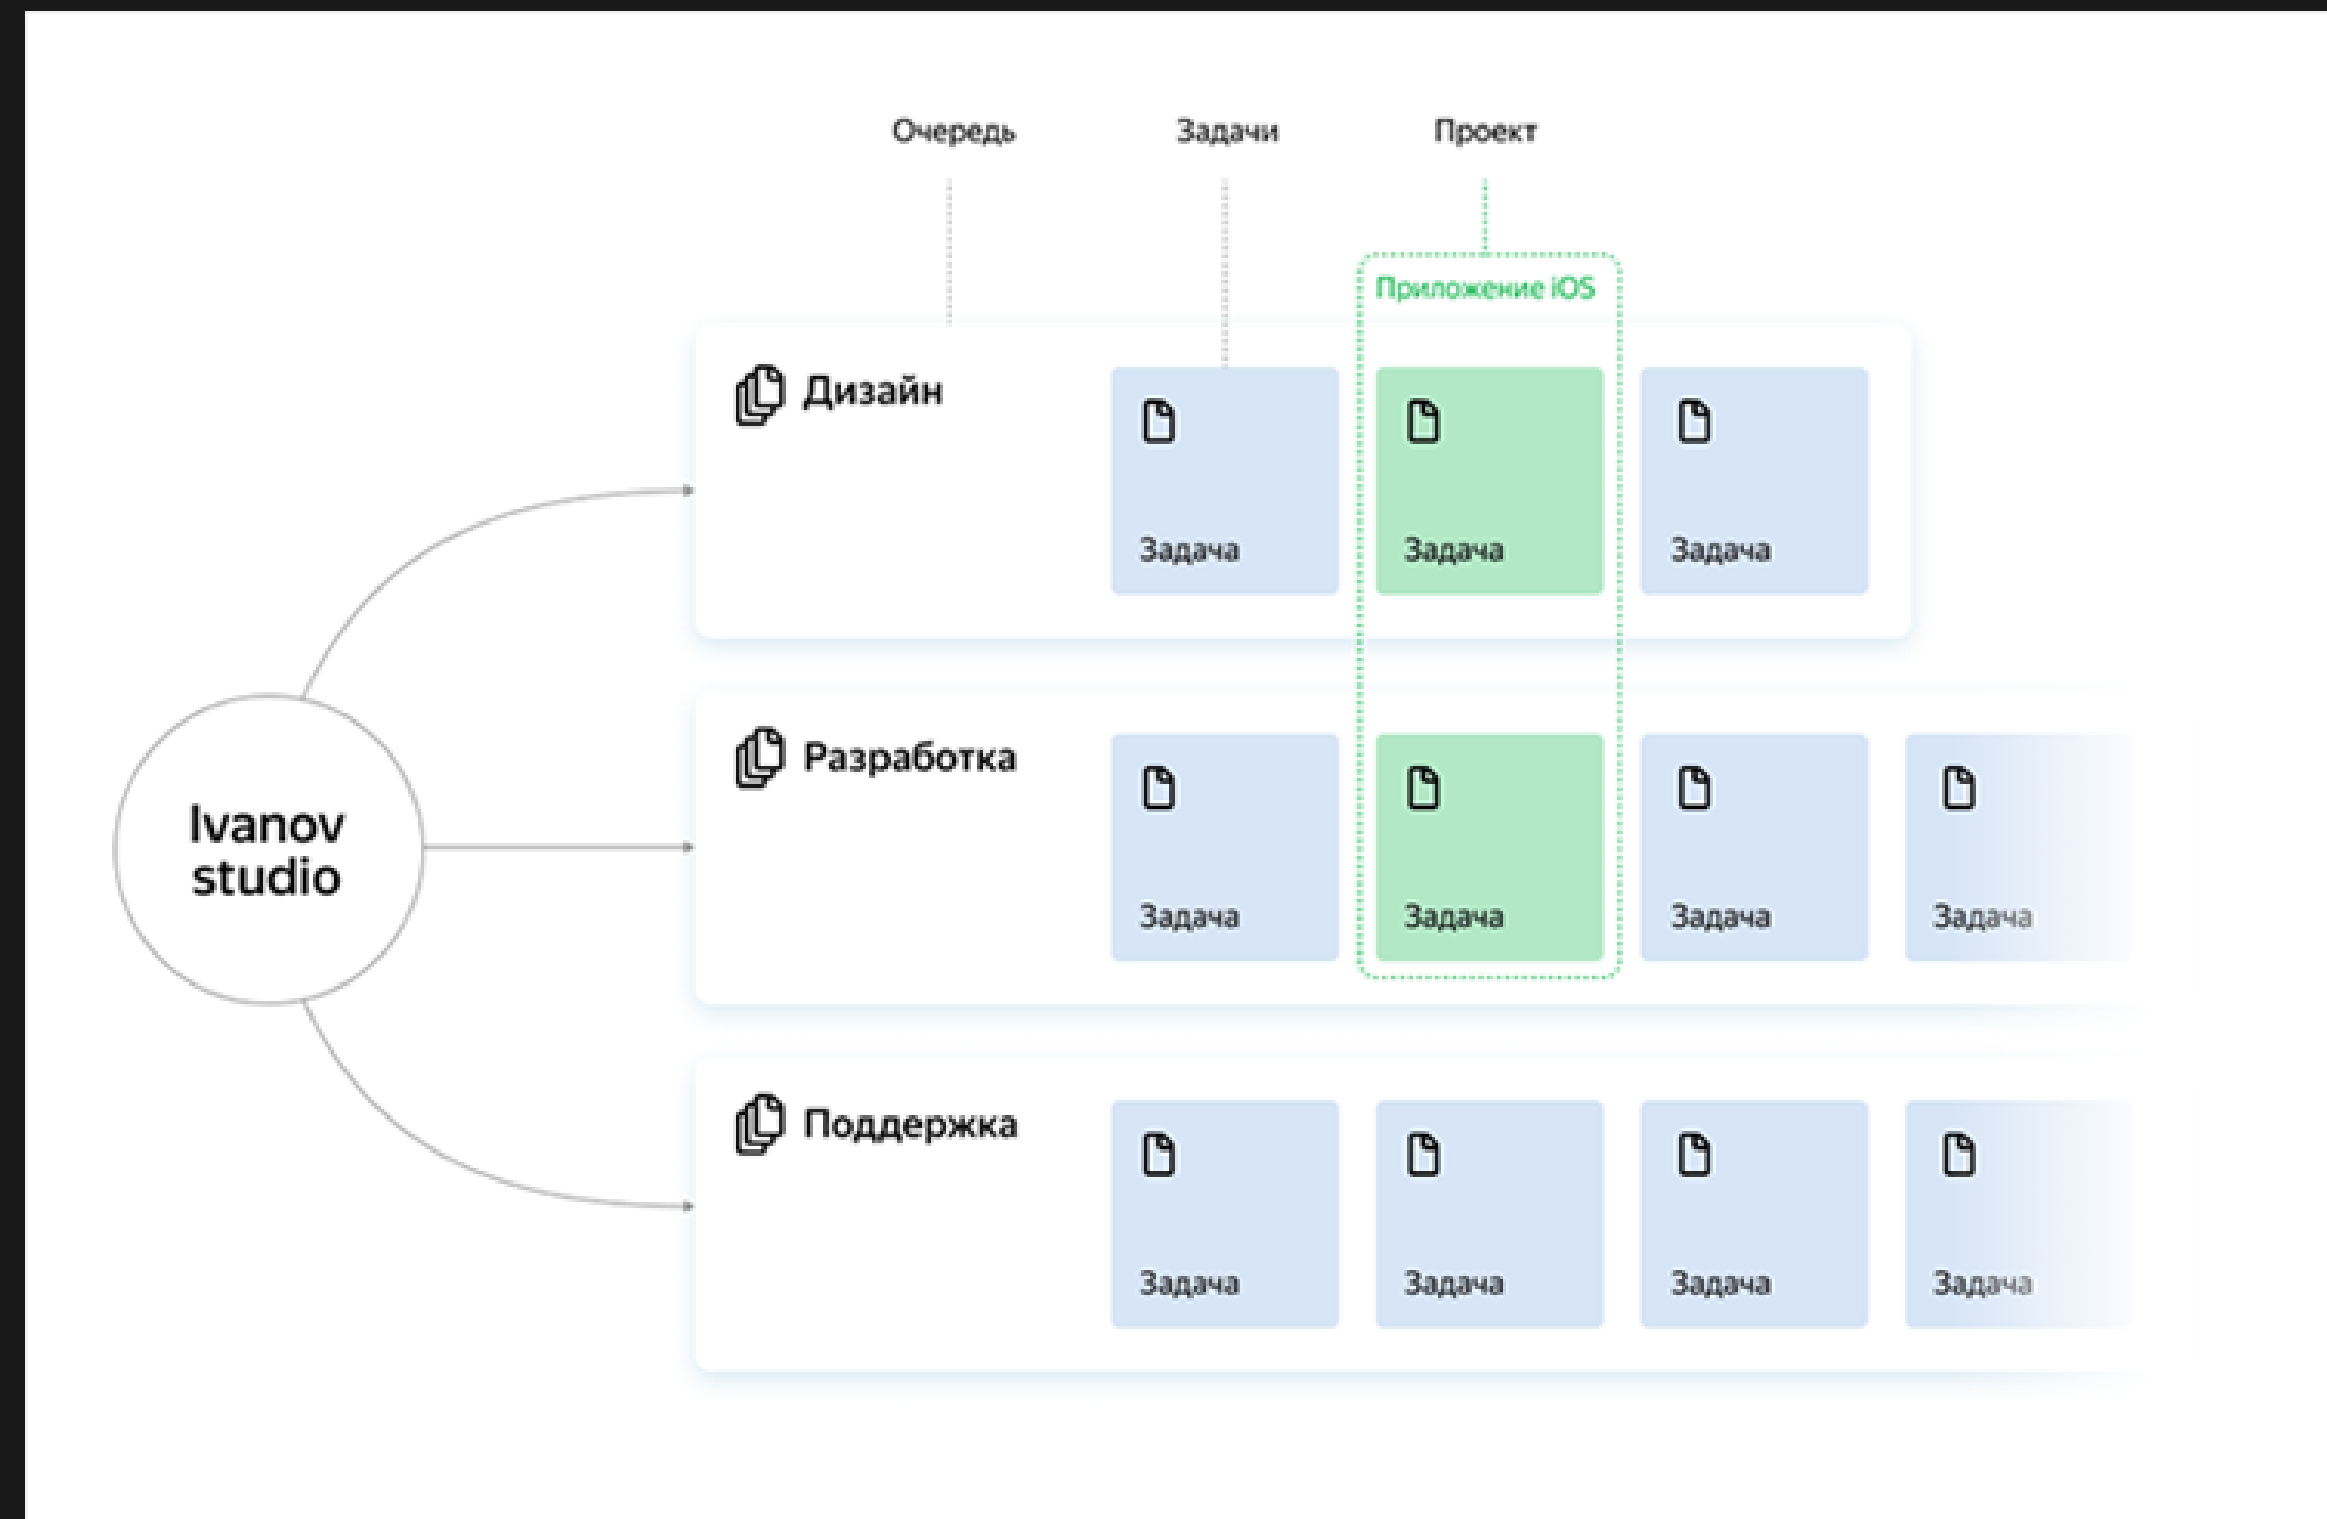 Очередь
Задачи
Проект
Приложение iOS
Дизайн
Задача
Задача
Задача
Ivanov
studio
Разработка
Задача
Задача
Задача
Задача
Поддержка
Задача
Задача
Задача
Задача